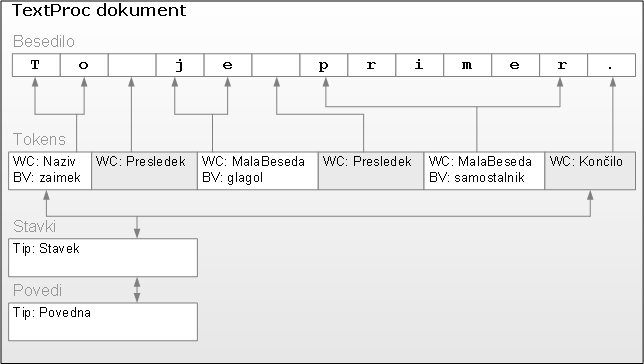 TextProc dokument
Besedilo
T o j e p r i m e r .
Tokens
WC: Naziv
BV: zaimek
WC: Presledek
WC: MalaBeseda
BV: glagol
WC: Presledek
WC: MalaBeseda
BV: samostalnik
WC: Končilo
Stavki
Tip: Stavek
Povedi
Tip: Povedna